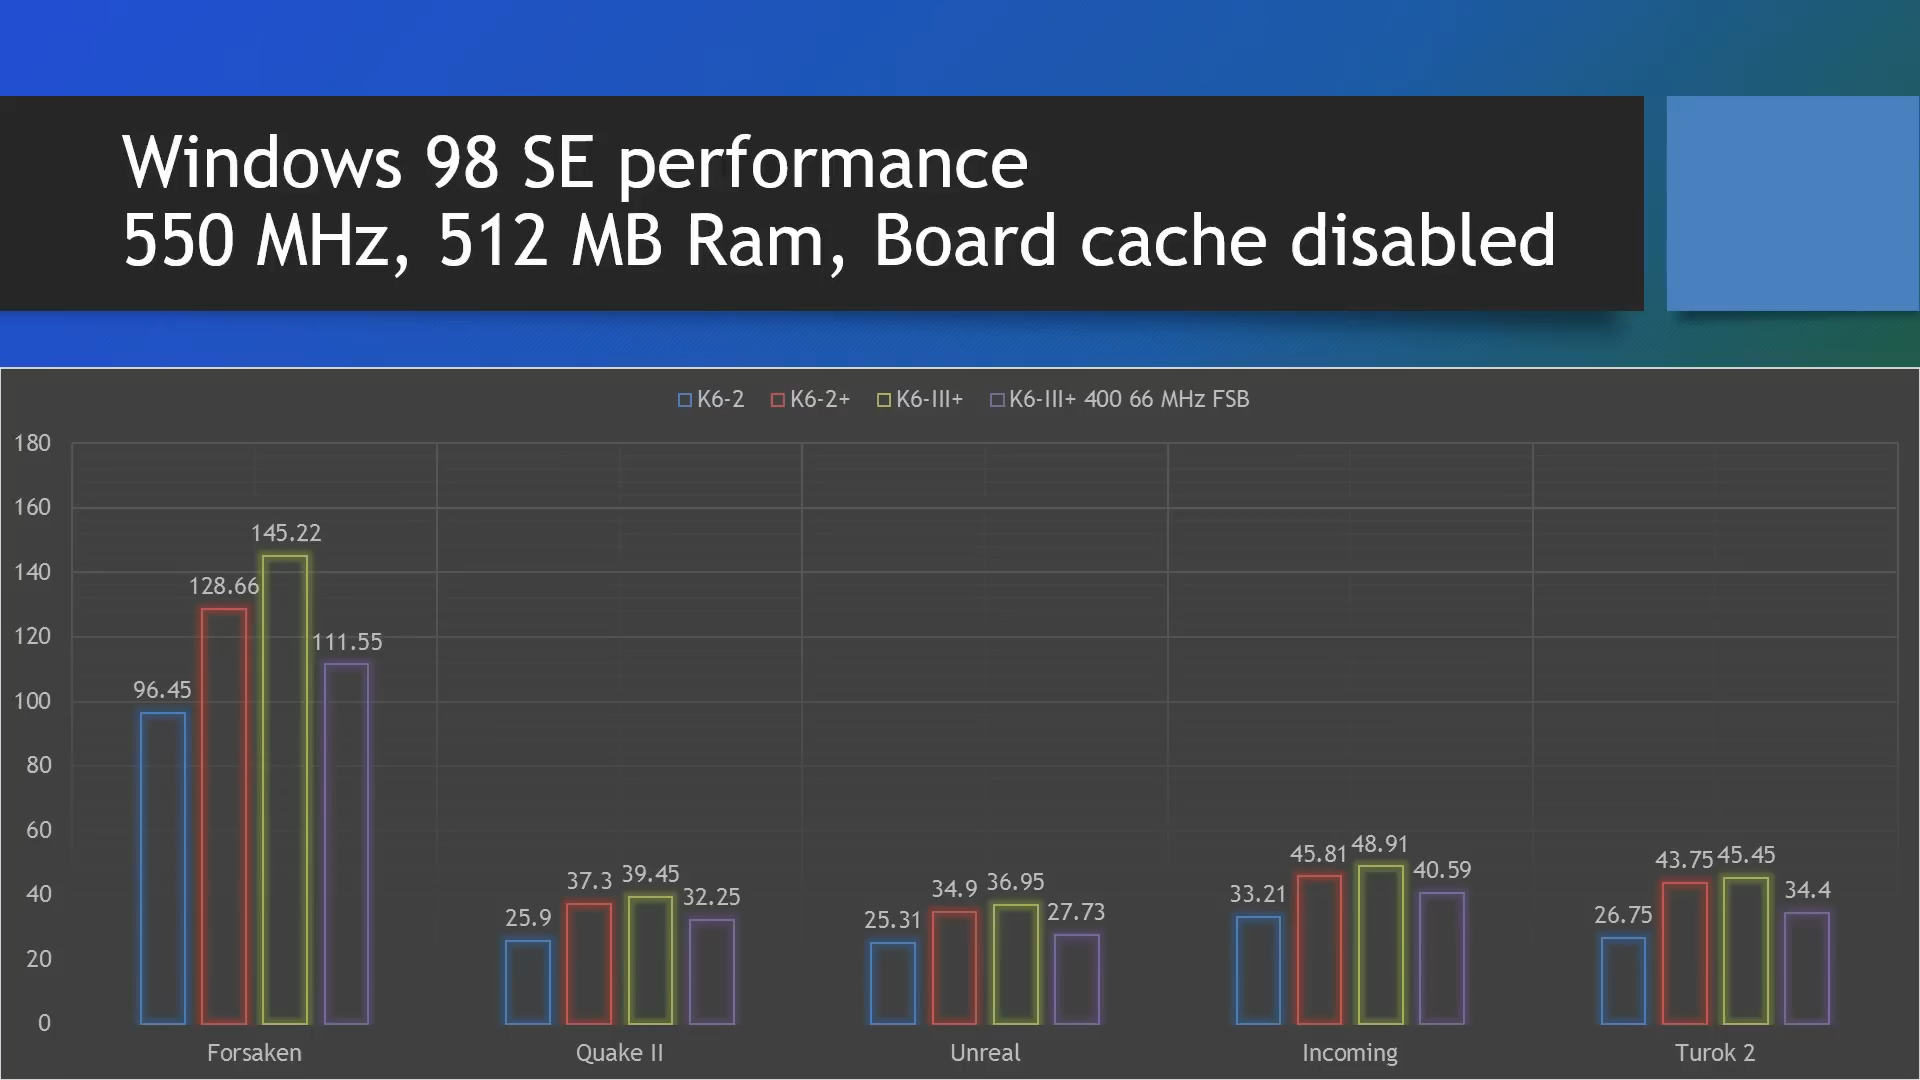 Windows 98 SE performance
550 MHz, 512 MB Ram, Board cache disabled
K6-2 K6-2+ K6-III+ K6-III+ 400 66 MHz FSB
180
160
140
120
100
80
60
40
20
0
96.45 128.66 145.22 111.55
25.9 37.3 39.45 32.25
25.31 34.9 36.95 27.73
33.21 45.81 48.91 40.59
26.75 43.75 45.45 34.4
Forsaken Quake II Unreal Incoming Turok 2